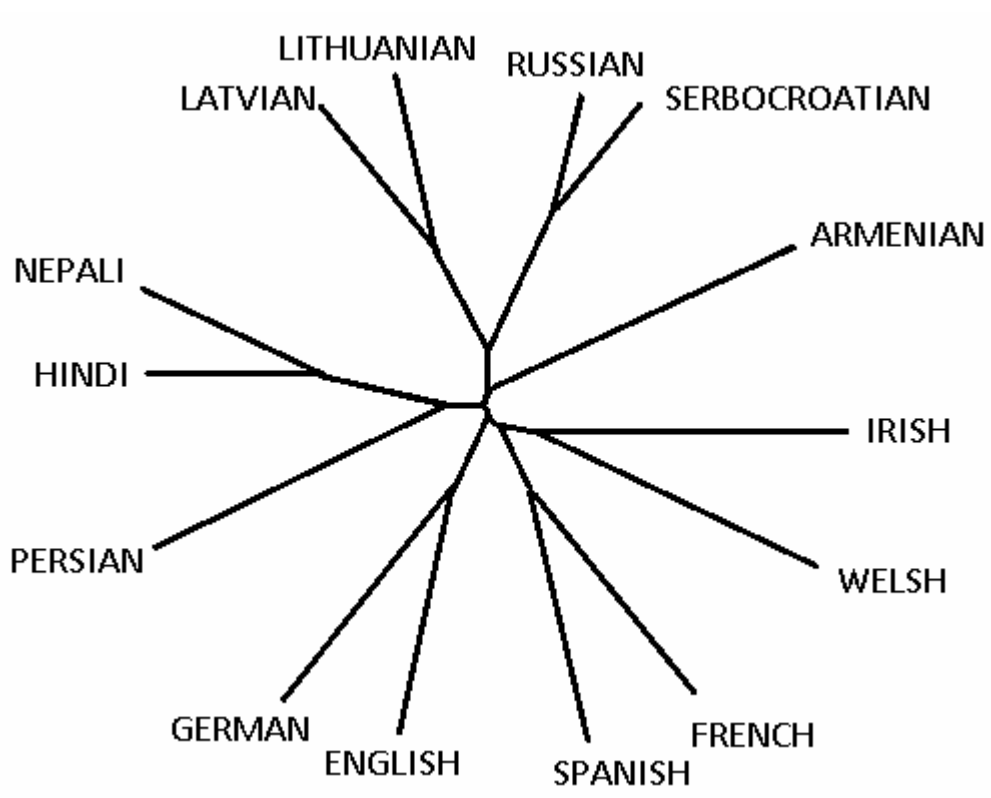 LITHUANIAN
RUSSIAN
LATVIAN
SERBOCROATIAN
ARMENIAN
NEPALI
HINDI
IRISH
PERSIAN
WELSH
GERMAN
FRENCH
ENGLISH
SPANISH